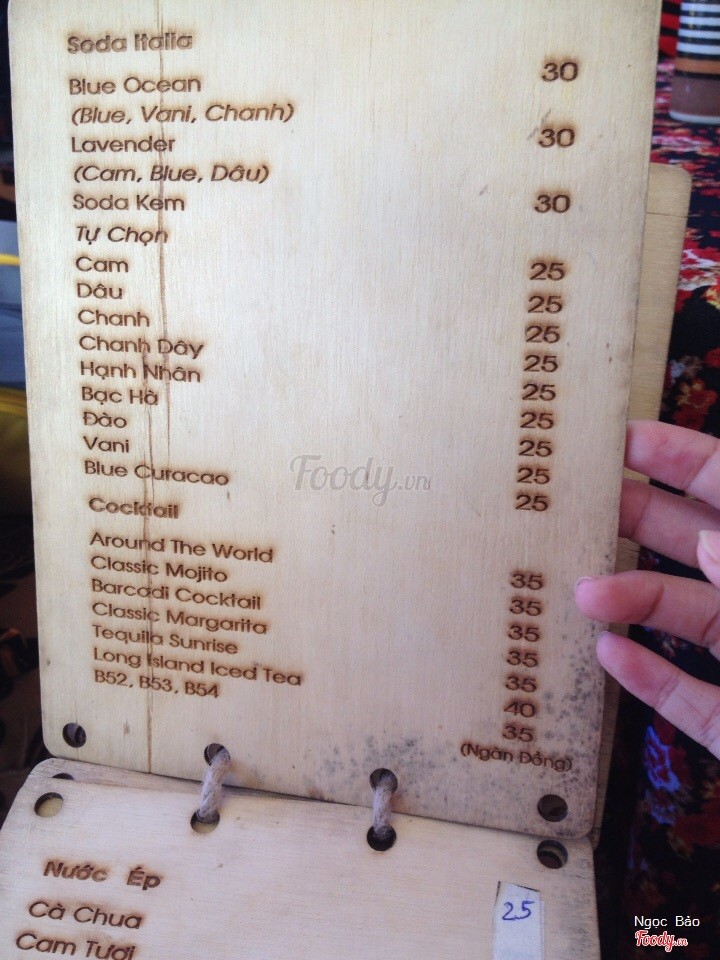 Soda Italia
Blue Ocean 30
(Blue, Vani, Chanh)
Lavender 30
(Cam, Blue, Dâu)
Soda Kem 30
Tự Chọn
Cam 25
Dâu 25
Chanh 25
Chanh Dây 25
Hạnh Nhân 25
Bạc Hà 25
Đào 25
Vani 25
Blue Curacao 25
Cocktail
Around The World 35
Classic Mojito 35
Barcadi Cocktail 35
Classic Margarita 35
Tequila Sunrise 35
Long Island Iced Tea 40
B52, B53, B54 35
(Ngàn Đồng)
Foody.vn
Nước Ép
Cà Chua 25
Cam Tươi
Ngọc Bảo
Foody.vn